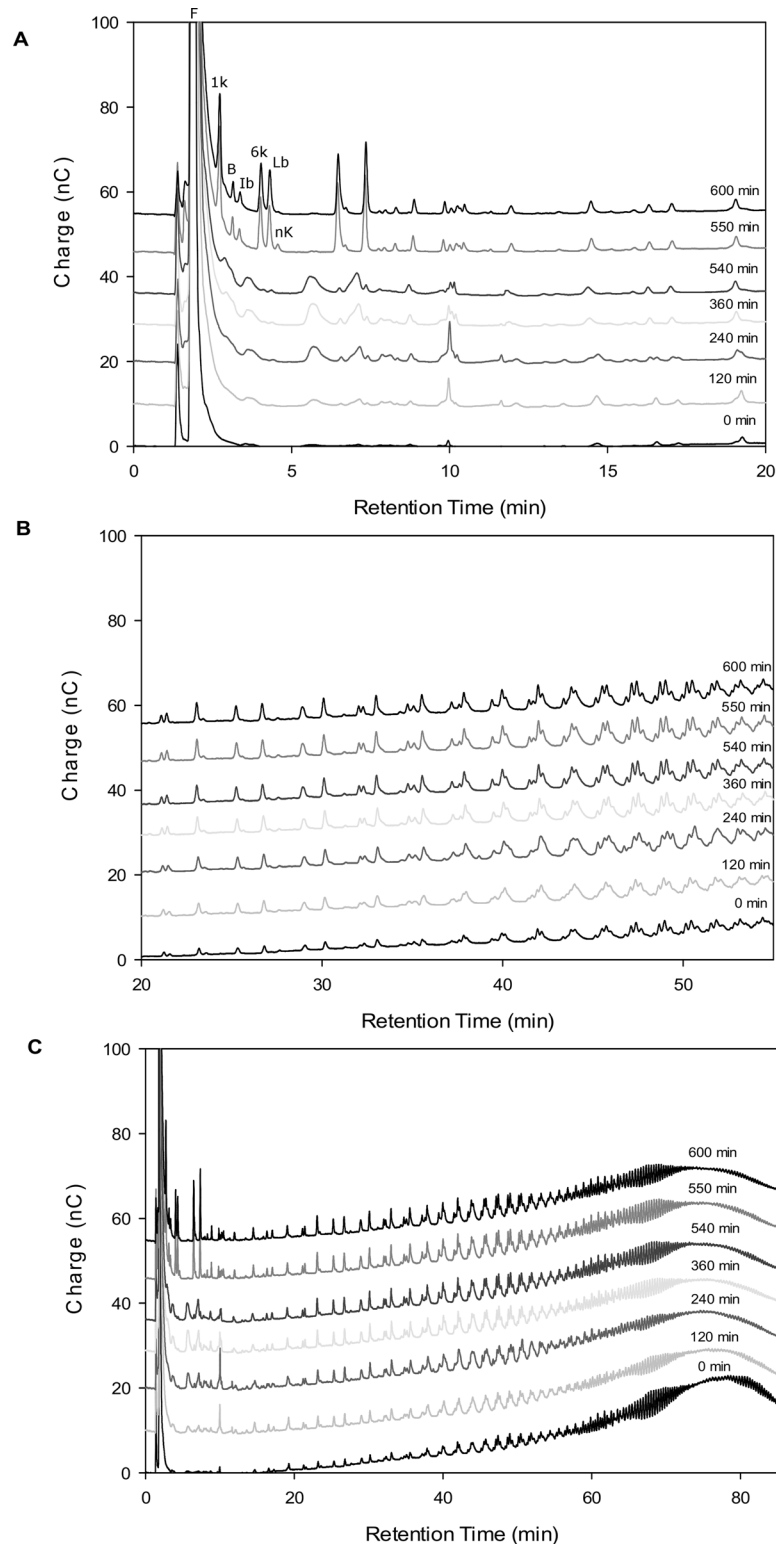 A
F
100
1k
80
6k
Lb
B
Ib
60
600 min
nK
550 min
Charge (nC)
40
540 min
360 min
20
240 min
120 min
0 min
0
0 5 10 15 20
Retention Time (min)
B
100
80
600 min
60
550 min
Charge (nC)
540 min
40
360 min
240 min
20
120 min
0 min
0
20 30 40 50
Retention Time (min)
C
100
80
600 min
60
550 min
Charge (nC)
540 min
40
360 min
240 min
20
120 min
0 min
0
0 20 40 60 80
Retention Time (min)